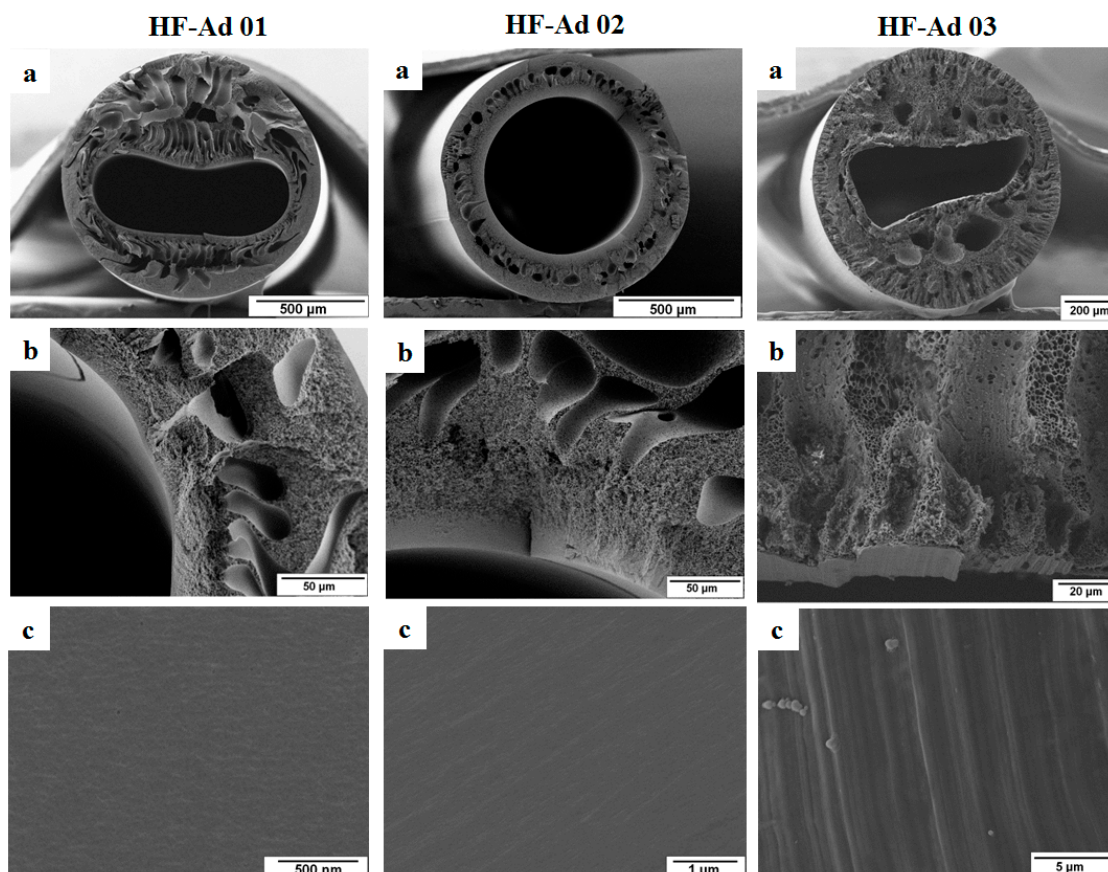 HF-Ad 01 HF-Ad 02 HF-Ad 03
a a a
500 µm 500 µm 200 µm
b b b
50 µm 50 µm 20 µm
c c c
500 nm 1 µm 5 µm